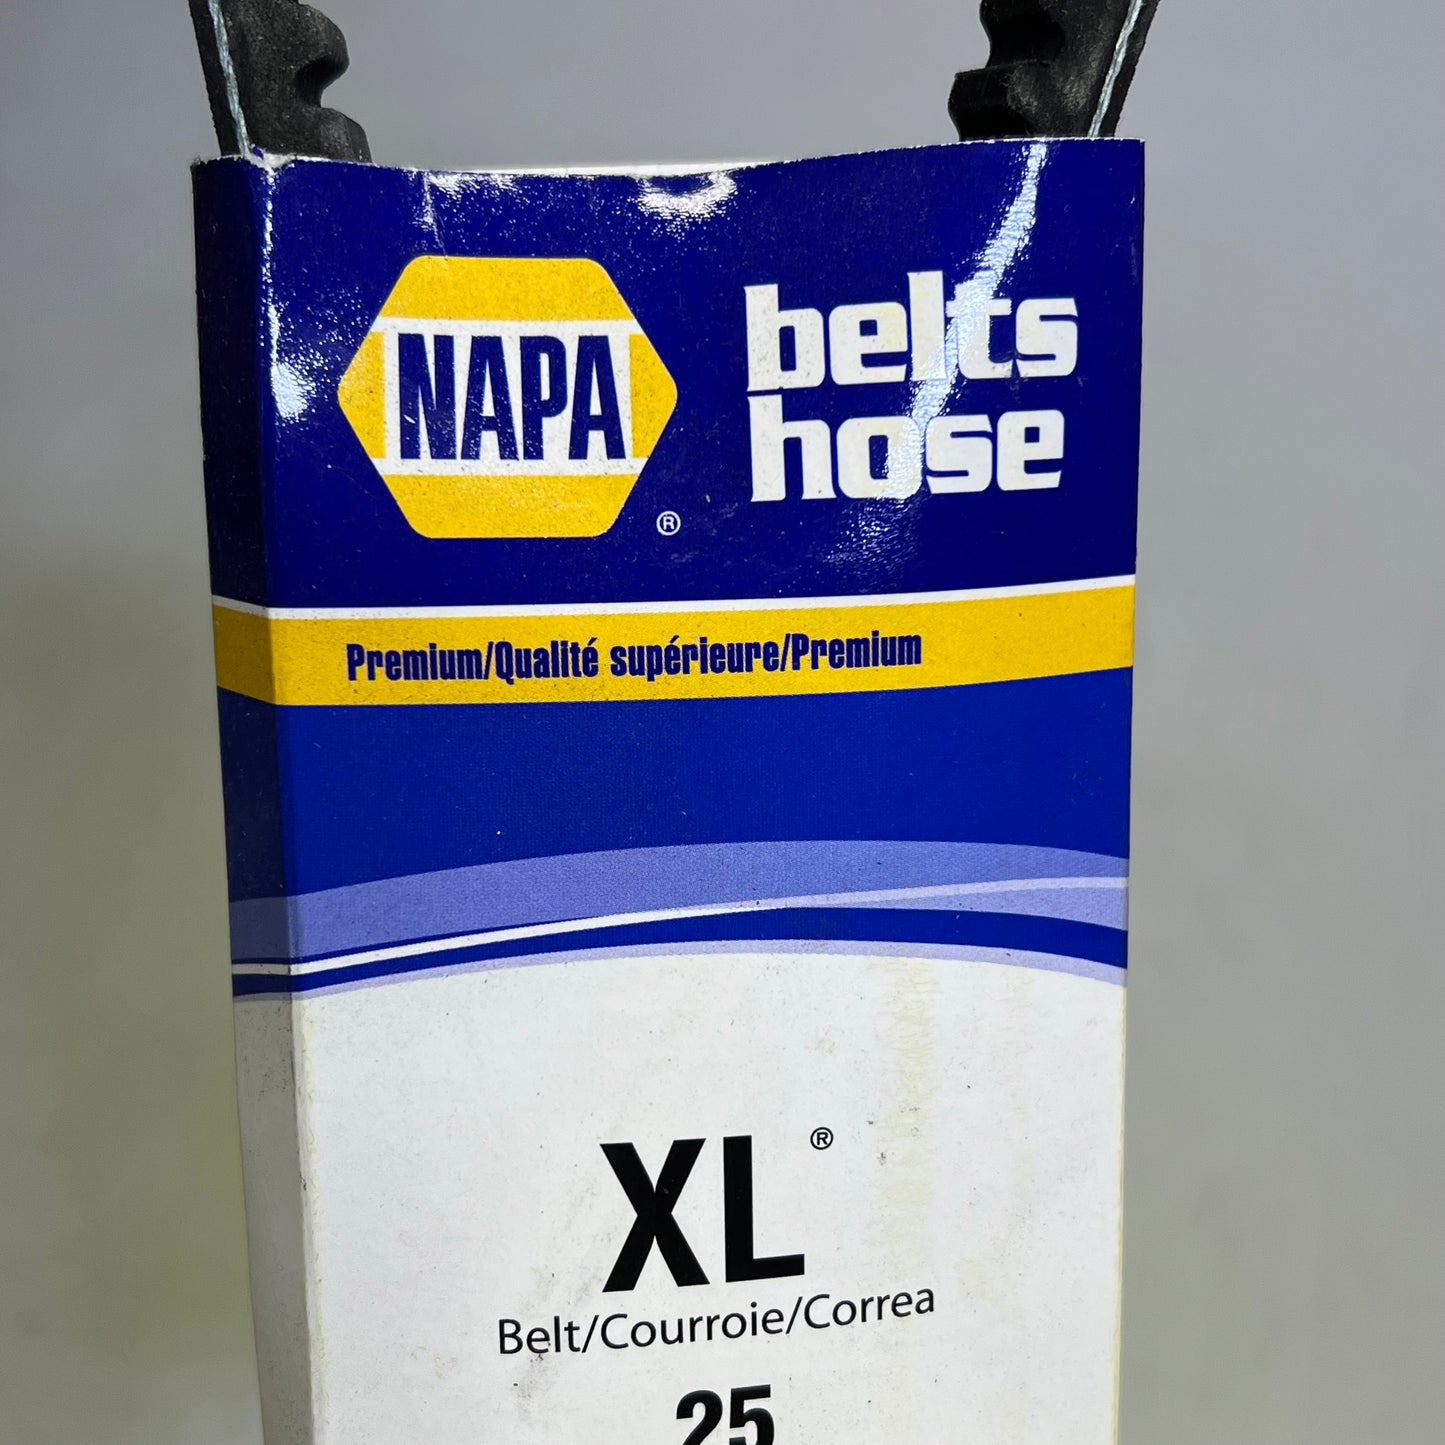 NAPA®
belts
hose
Premium/Qualité supérieure/Premium
XL®
Belt/Courroie/Correa
25